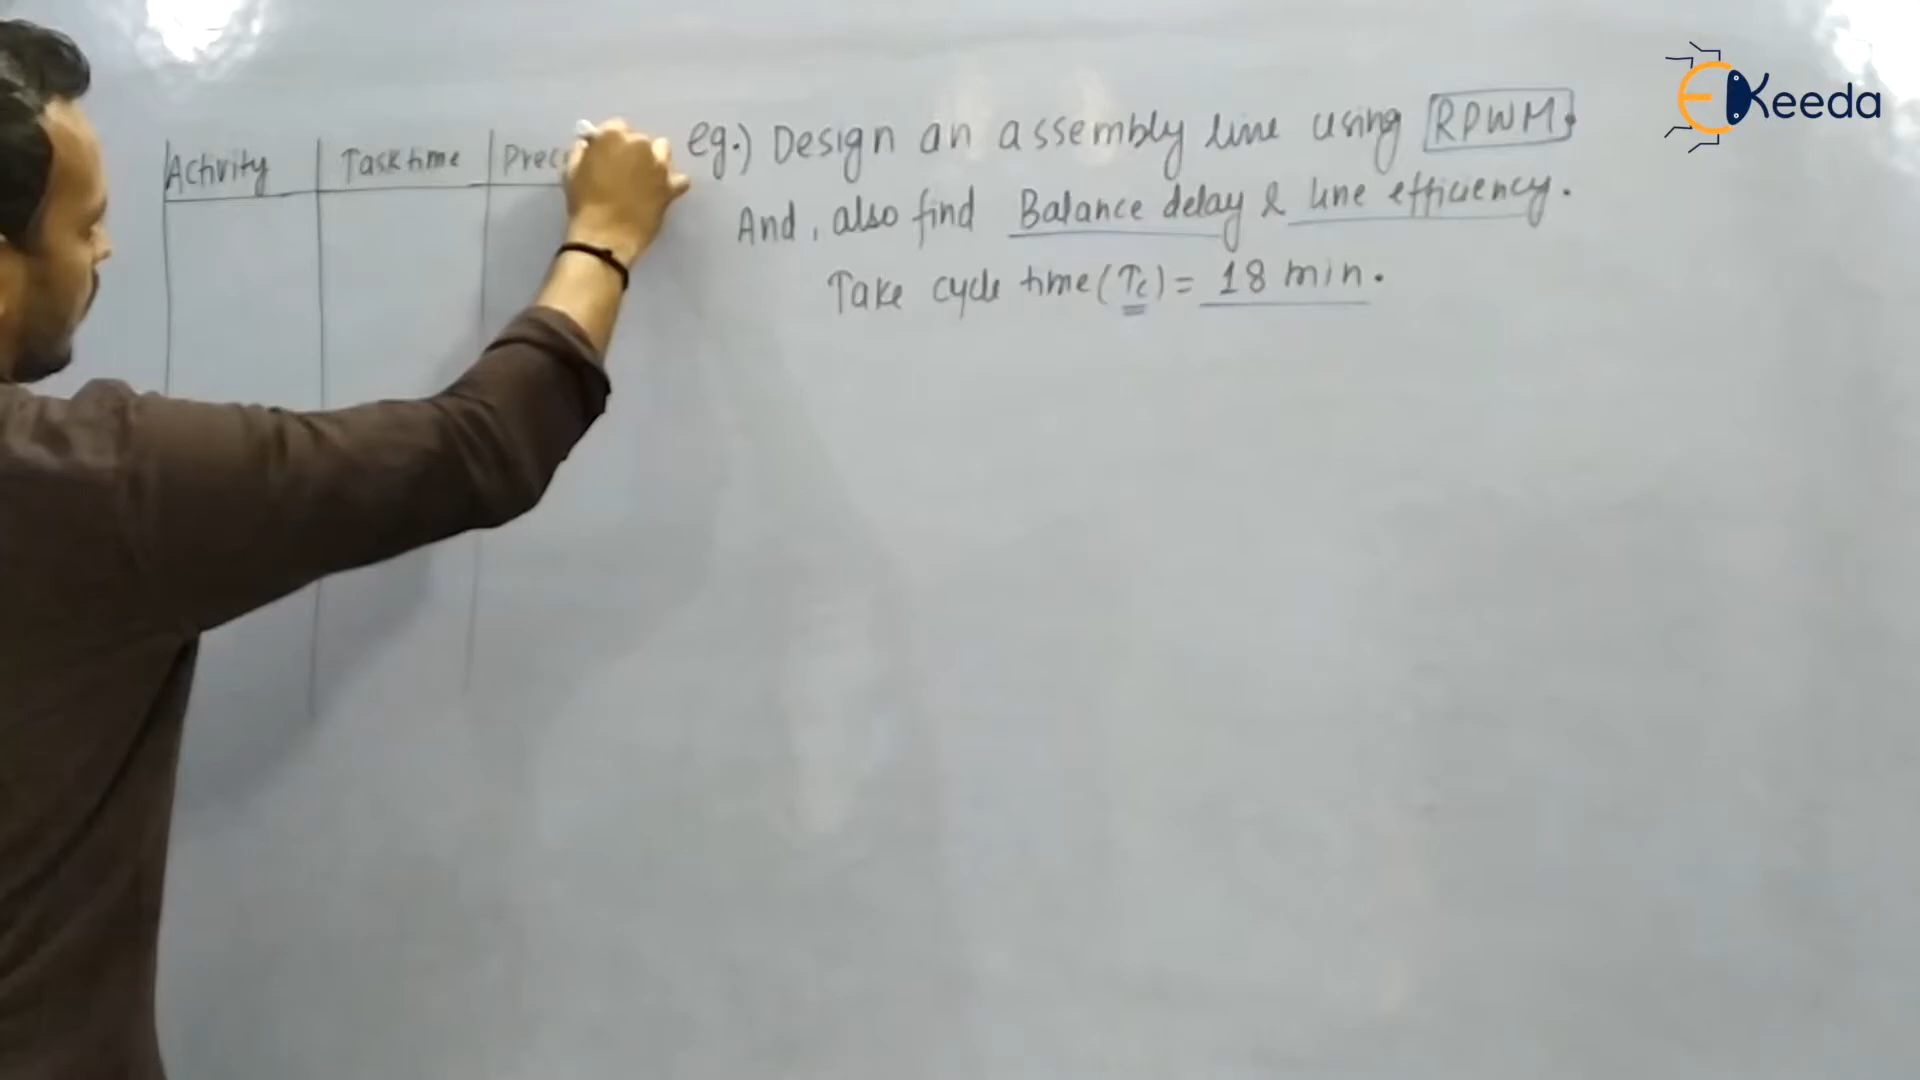 Activity Task time
eg.) Design an assembly line using RPWM.
And, also find Balance delay & line efficiency.
Take cycle time (Tc) = 18 min.
EKeeda